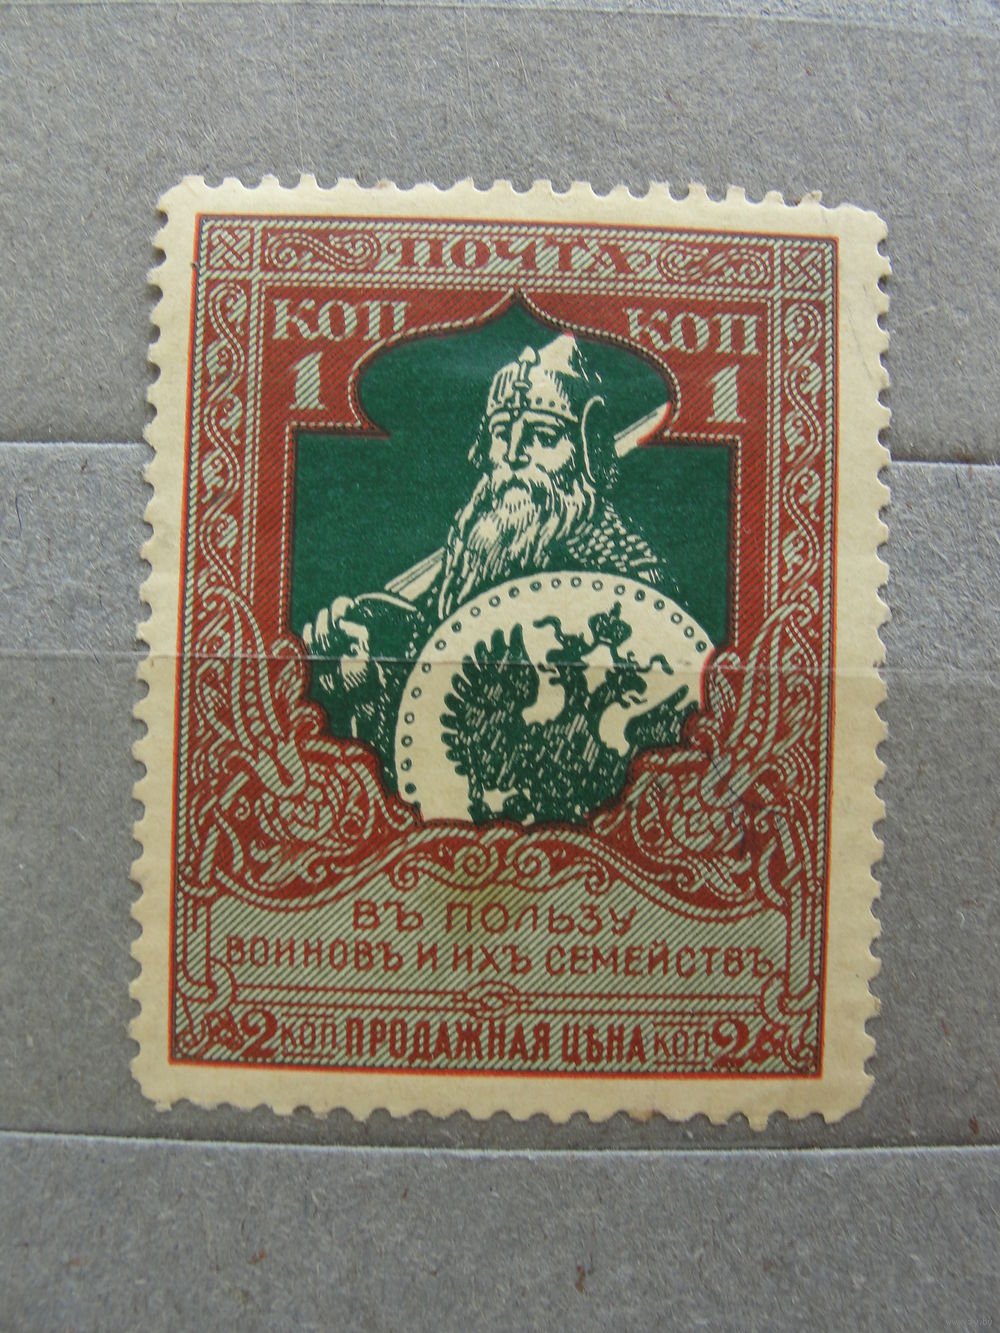 ПОЧТА
КОП КОП
1 1
ВЪ ПОЛЬЗУ
ВОИНОВЪ И ИХЪ СЕМЕЙСТВЪ
2 КОП ПРОДАЖНАЯ ЦѢНА КОП 2